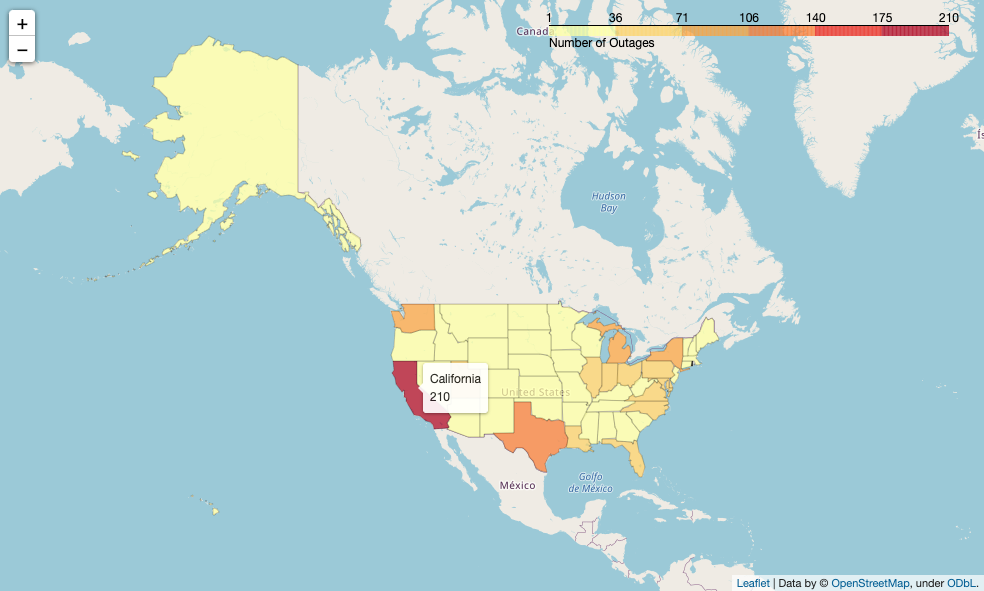 +
−
1 36 71 106 140 175 210
Canada
Number of Outages
Hudson
Bay
California
210
United States
Golfo
de México
México
Leaflet | Data by © OpenStreetMap, under ODbL.